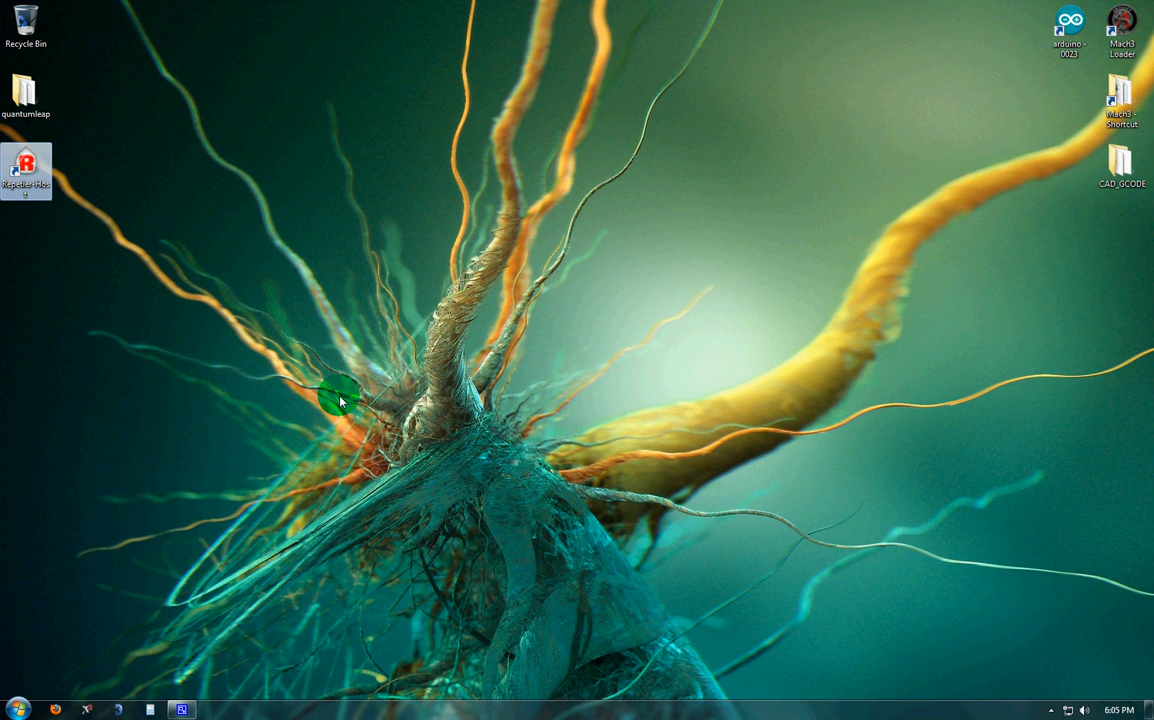 Recycle Bin
quantumleap
Repetier-Hos
t
arduino -
0023
Mach3
Loader
Mach3 -
Shortcut
CAD_GCODE
6:05 PM